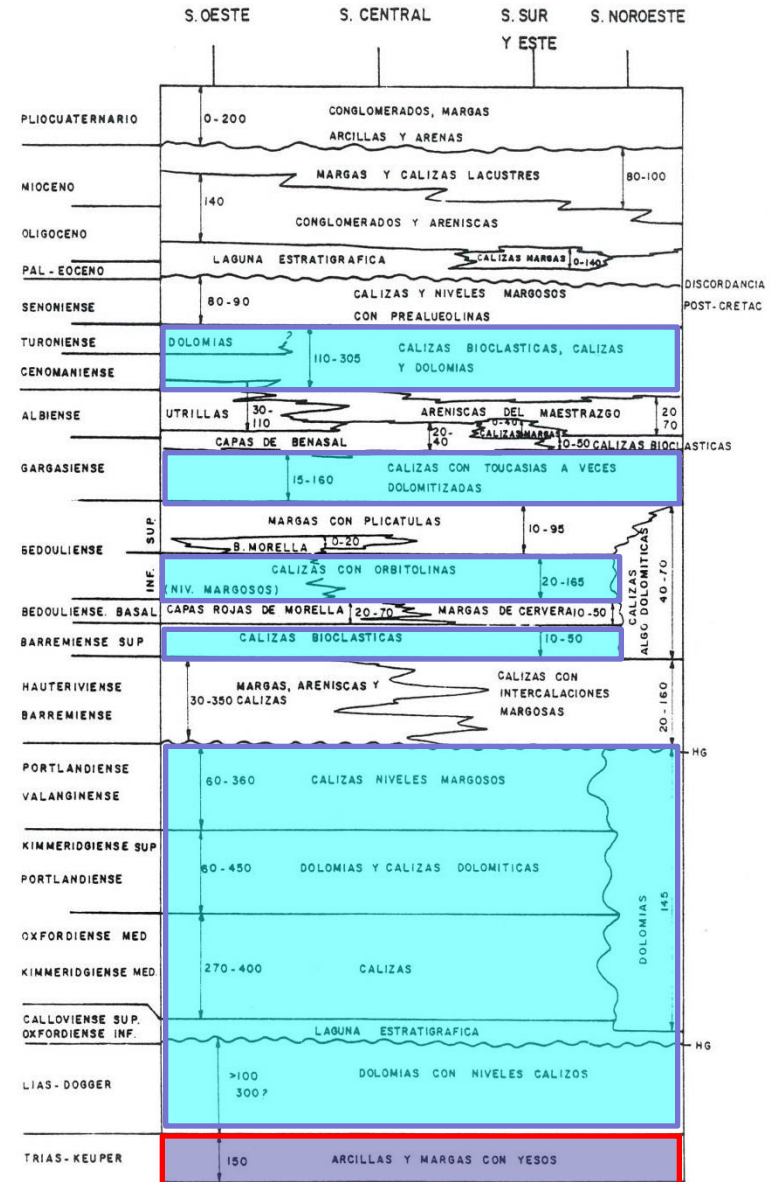 S. OESTE S. CENTRAL S. SUR Y ESTE S. NOROESTE
PLIOCUATERNARIO 0-200 CONGLOMERADOS, MARGAS
ARCILLAS Y ARENAS
MARGAS Y CALIZAS LACUSTRES 80-100
MIOCENO
140
CONGLOMERADOS Y ARENISCAS
OLIGOCENO
LAGUNA ESTRATIGRAFICA CALIZAS MARGAS 0-140
PAL-EOCENO
DISCORDANCIA
POST-CRETAC
SENONIENSE 80-90 CALIZAS Y NIVELES MARGOSOS
CON PREALUEOLINAS
TURONIENSE DOLOMIAS ?
110-305 CALIZAS BIOCLASTICAS, CALIZAS
Y DOLOMIAS
CENOMANIENSE
ALBIENSE UTRILLAS 30-110 ARENISCAS DEL MAESTRAZGO 20 70
CAPAS DE BENASAL 20-40 0-40 CALIZAS MARGAS 0-50 CALIZAS BIOCLASTICAS
GARGASIENSE 15-160 CALIZAS CON TOUCASIAS A VECES
DOLOMITIZADAS
SUP. MARGAS CON PLICATULAS 10-95
BEDOULIENSE B. MORELLA 0-20
INF. CALIZAS CON ORBITOLINAS 20-165
(NIV. MARGOSOS)
CALIZAS
ALGO DOLOMITICAS
40-70
BEDOULIENSE. BASAL CAPAS ROJAS DE MORELLA 20-70 MARGAS DE CERVERA 10-50
BARREMIENSE SUP CALIZAS BIOCLASTICAS 10-50
HAUTERIVIENSE
BARREMIENSE
30-350 MARGAS, ARENISCAS Y
CALIZAS
CALIZAS CON
INTERCALACIONES
MARGOSAS
20-160
HG
PORTLANDIENSE
VALANGINENSE
60-360 CALIZAS NIVELES MARGOSOS
KIMMERIDGIENSE SUP
PORTLANDIENSE
60-450 DOLOMIAS Y CALIZAS DOLOMITICAS
DOLOMIAS
145
OXFORDIENSE MED
KIMMERIDGIENSE MED.
270-400 CALIZAS
CALLOVIENSE SUP.
OXFORDIENSE INF.
LAGUNA ESTRATIGRAFICA
HG
LIAS-DOGGER >100
300? DOLOMIAS CON NIVELES CALIZOS
TRIAS-KEUPER 150 ARCILLAS Y MARGAS CON YESOS